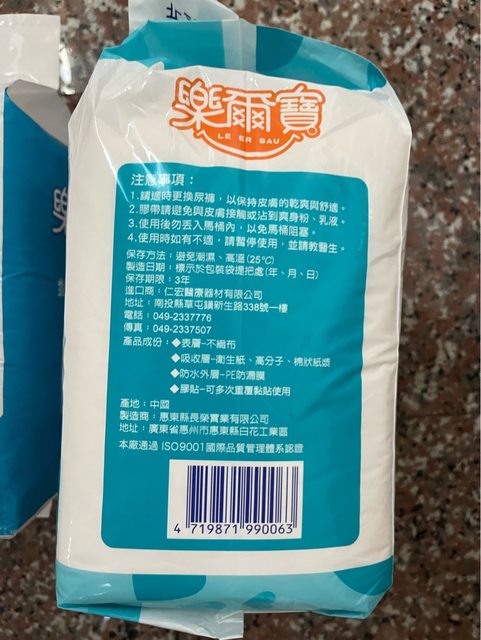 樂爾寶
LE ER BAU
注意事項：
1.請適時更換尿褲，以保持皮膚的乾爽與舒適。
2.膠帶請避免與皮膚接觸或沾到爽身粉、乳液。
3.使用後勿丟入馬桶內，以免馬桶阻塞。
4.使用時如有不適，請暫停使用，並請教醫生。
保存方法：避免潮濕、高溫(25℃)
製造日期：標示於包裝袋提把處(年、月、日)
保存期限：3年
進口商：仁宏醫療器材有限公司
地址：南投縣草屯鎮新生路338號一樓
電話：049-2337776
傳真：049-2337507
產品成份：◆表層-不織布
◆吸收層-衛生紙、高分子、棉狀紙漿
◆防水外層-PE防漏膜
◆膠貼-可多次重覆黏貼使用
產地：中國
製造商：惠東縣長榮實業有限公司
地址：廣東省惠州市惠東縣白花工業區
本廠通過 ISO9001國際品質管理體系認證
4 719871 990063